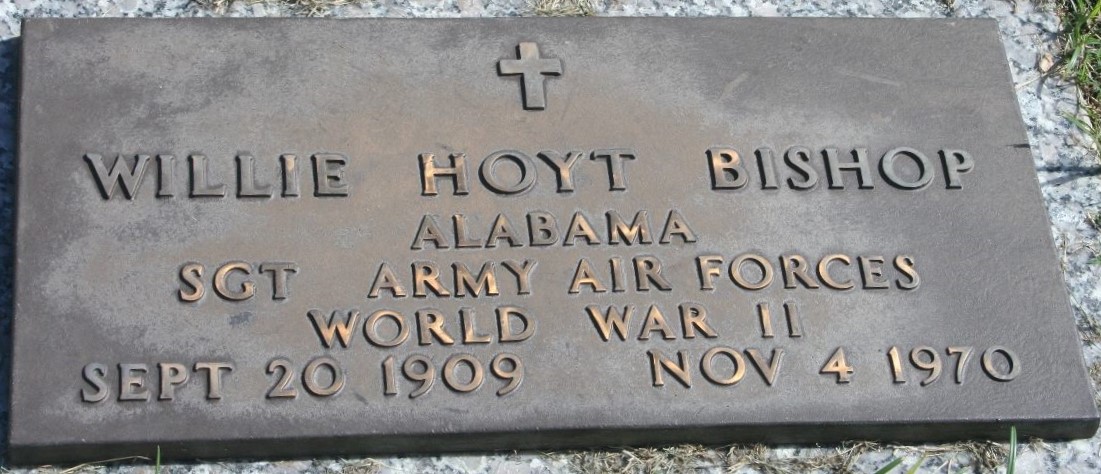 WILLIE HOYT BISHOP
ALABAMA
SGT ARMY AIR FORCES
WORLD WAR II
SEPT 20 1909 NOV 4 1970